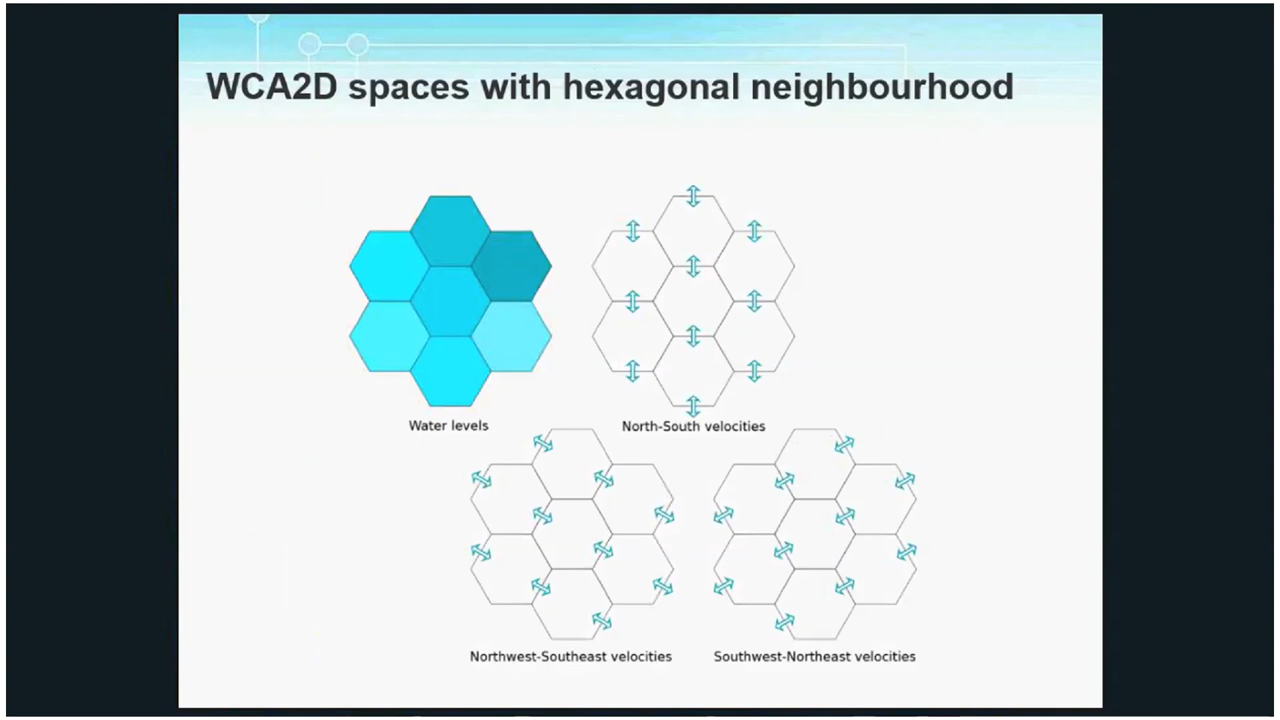 WCA2D spaces with hexagonal neighbourhood
Water levels
North-South velocities
Northwest-Southeast velocities
Southwest-Northeast velocities